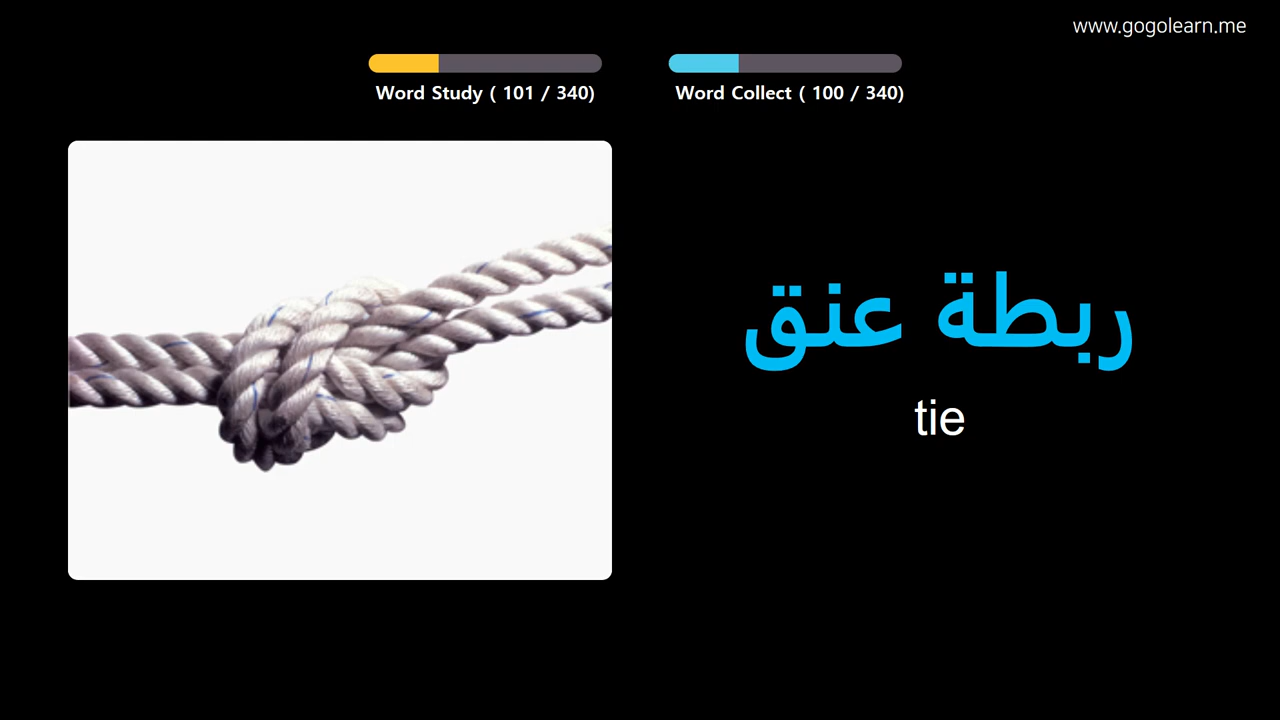 www.gogolearn.me
Word Study ( 101 / 340)
Word Collect ( 100 / 340)
ربطة عنق
tie